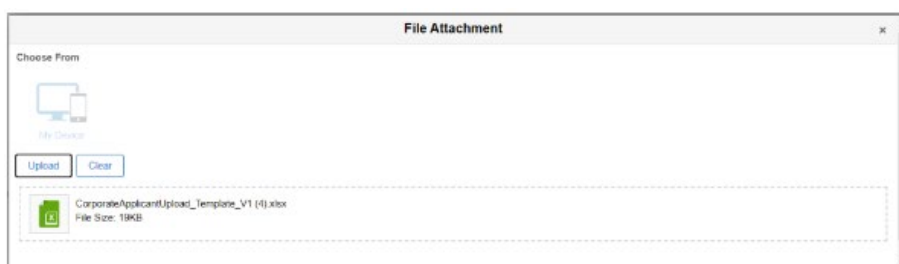 File Attachment
×
Choose From
My Device
Upload Clear
CorporateApplicantUpload_Template_V1 (4).xlsx
File Size: 19KB